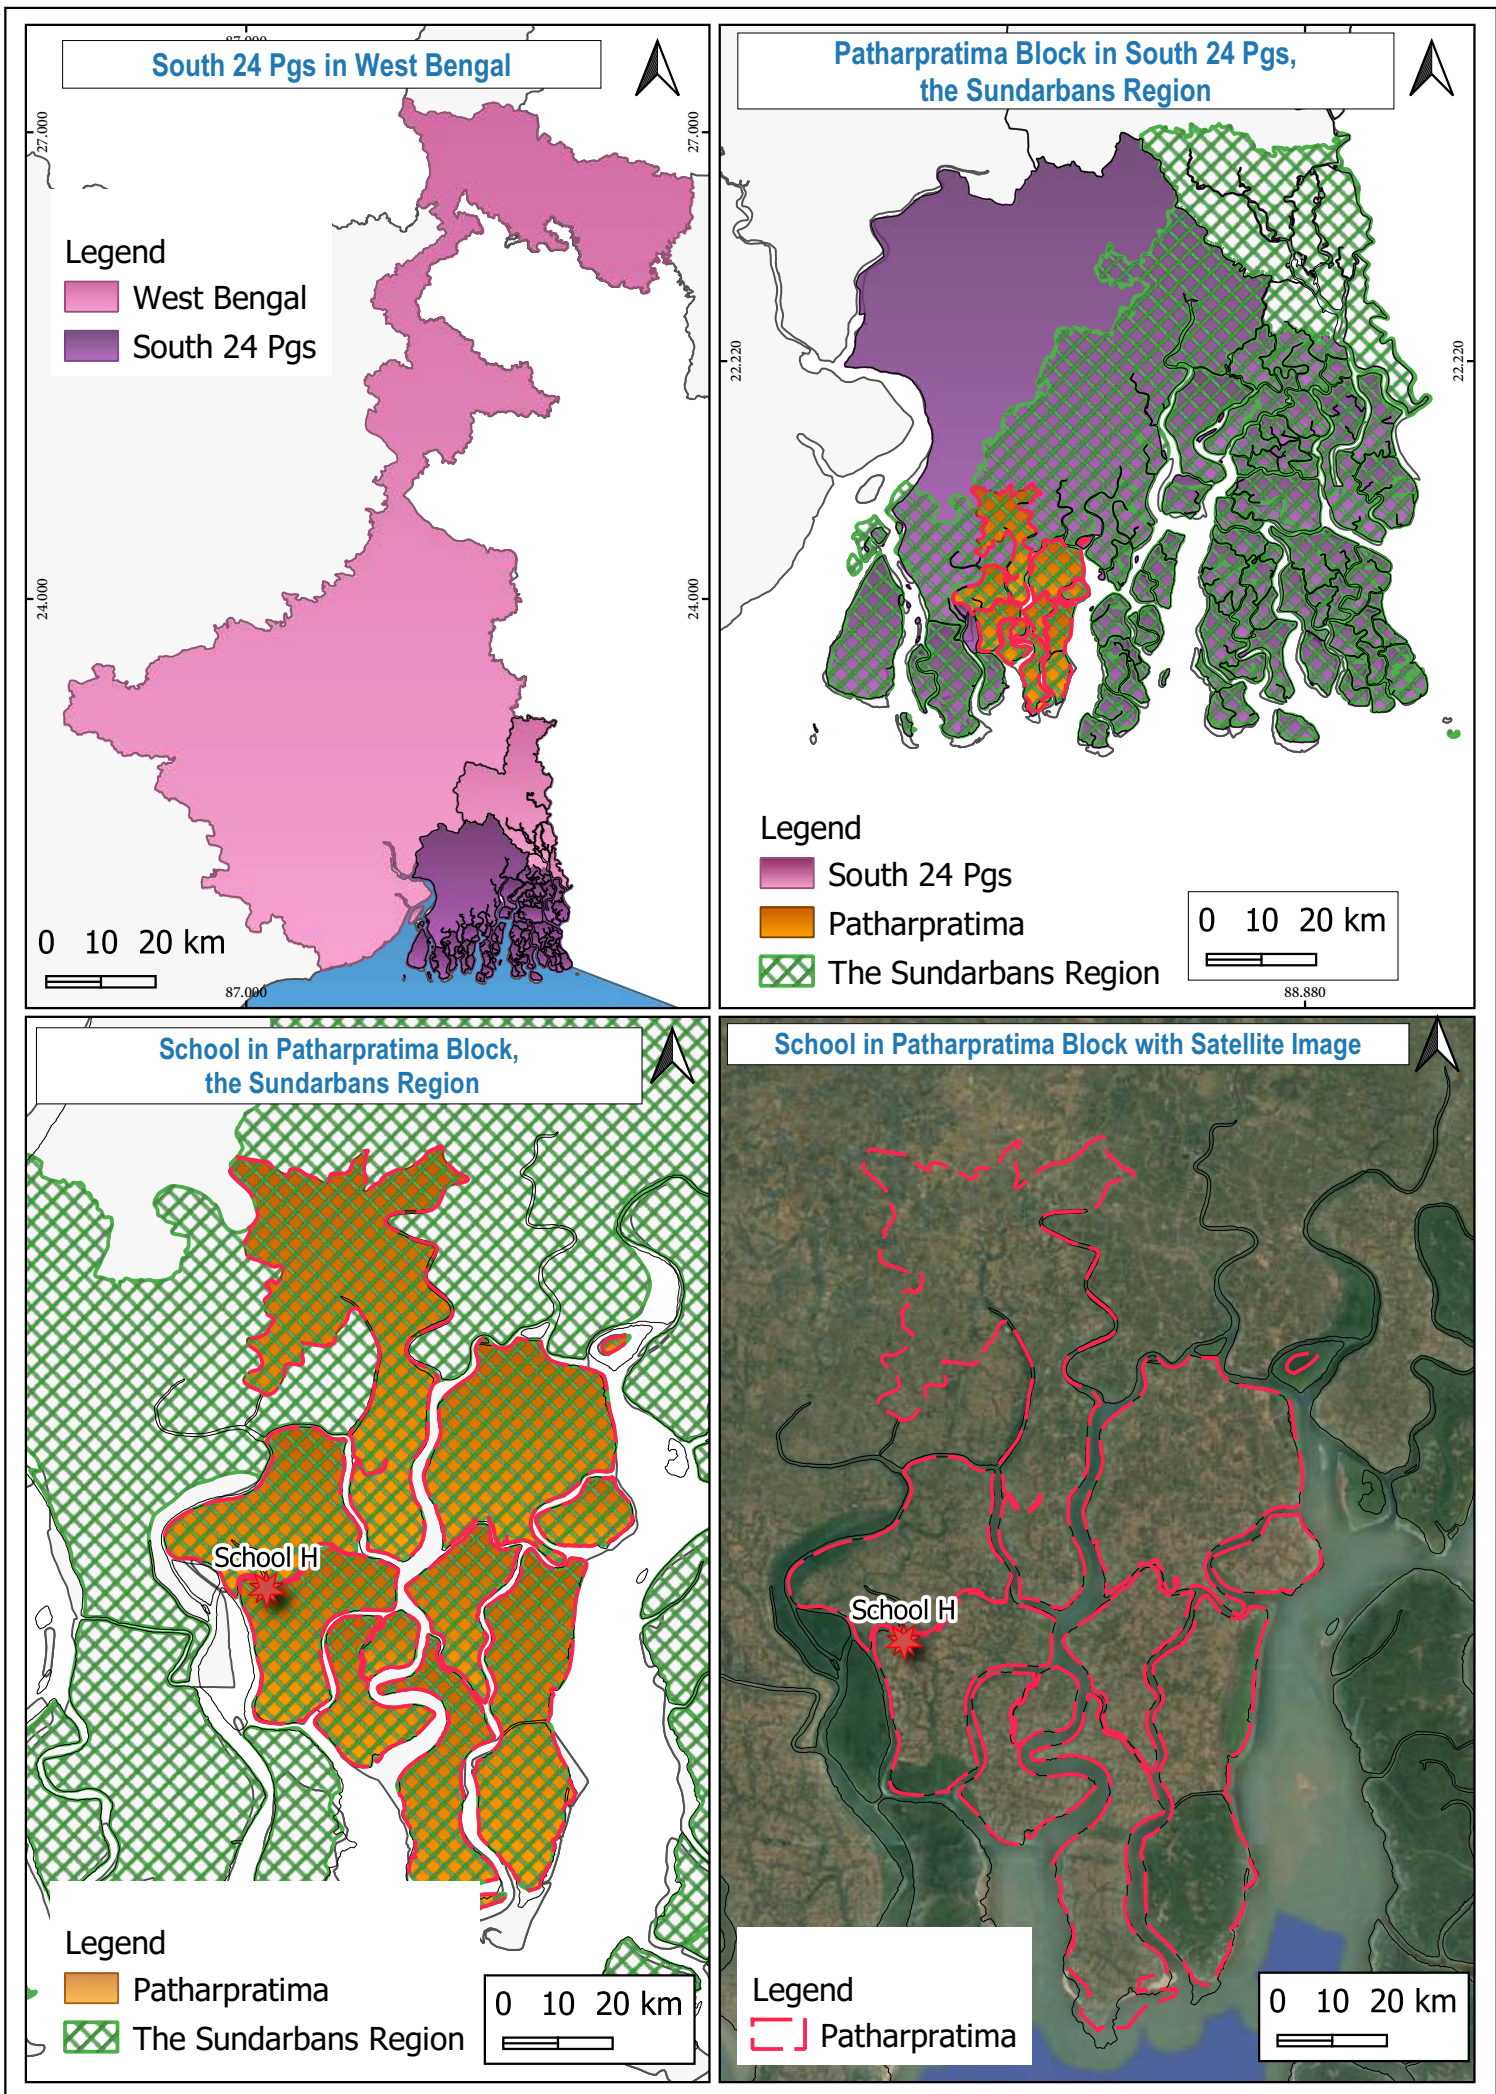 87.000
South 24 Pgs in West Bengal
27.000
27.000
Legend
West Bengal
South 24 Pgs
24.000
24.000
0 10 20 km
87.000
Patharpratima Block in South 24 Pgs,
the Sundarbans Region
22.220
22.220
Legend
South 24 Pgs
Patharpratima
The Sundarbans Region
0 10 20 km
88.880
School in Patharpratima Block,
the Sundarbans Region
School H
Legend
Patharpratima
The Sundarbans Region
0 10 20 km
School in Patharpratima Block with Satellite Image
School H
Legend
Patharpratima
0 10 20 km